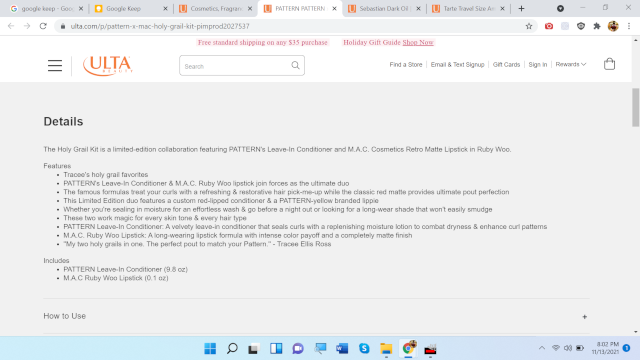 google keep - Goo
Google Keep
Cosmetics, Fragran
PATTERN PATTERN
Sebastian Dark Oil
Tarte Travel Size Am
ulta.com/p/pattern-x-mac-holy-grail-kit-pimprod2027537
Free standard shipping on any $35 purchase
Holiday Gift Guide Shop Now
ULTA
BEAUTY
Search
Find a Store
Email & Text Signup
Gift Cards
Sign In
Rewards
Details
The Holy Grail Kit is a limited-edition collaboration featuring PATTERN's Leave-In Conditioner and M.A.C. Cosmetics Retro Matte Lipstick in Ruby Woo.
Features
Tracee's holy grail favorites
PATTERN's Leave-In Conditioner & M.A.C. Ruby Woo lipstick join forces as the ultimate duo
The famous formulas treat your curls with a refreshing & restorative hair pick-me-up while the classic red matte provides ultimate pout perfection
This Limited Edition duo features a custom red-lipped conditioner & a PATTERN-yellow branded lippie
Whether you're sealing in moisture for an effortless wash & go before a night out or looking for a long-wear shade that won't easily smudge
These two work magic for every skin tone & every hair type
PATTERN Leave-In Conditioner: A velvety leave-in conditioner that seals curls with a replenishing moisture lotion to combat dryness & enhance curl patterns
M.A.C. Ruby Woo Lipstick: A long-wearing lipstick formula with intense color payoff and a completely matte finish
"My two holy grails in one. The perfect pout to match your Pattern." - Tracee Ellis Ross
Includes
PATTERN Leave-In Conditioner (9.8 oz)
M.A.C Ruby Woo Lipstick (0.1 oz)
How to Use
+
8:02 PM
11/13/2021